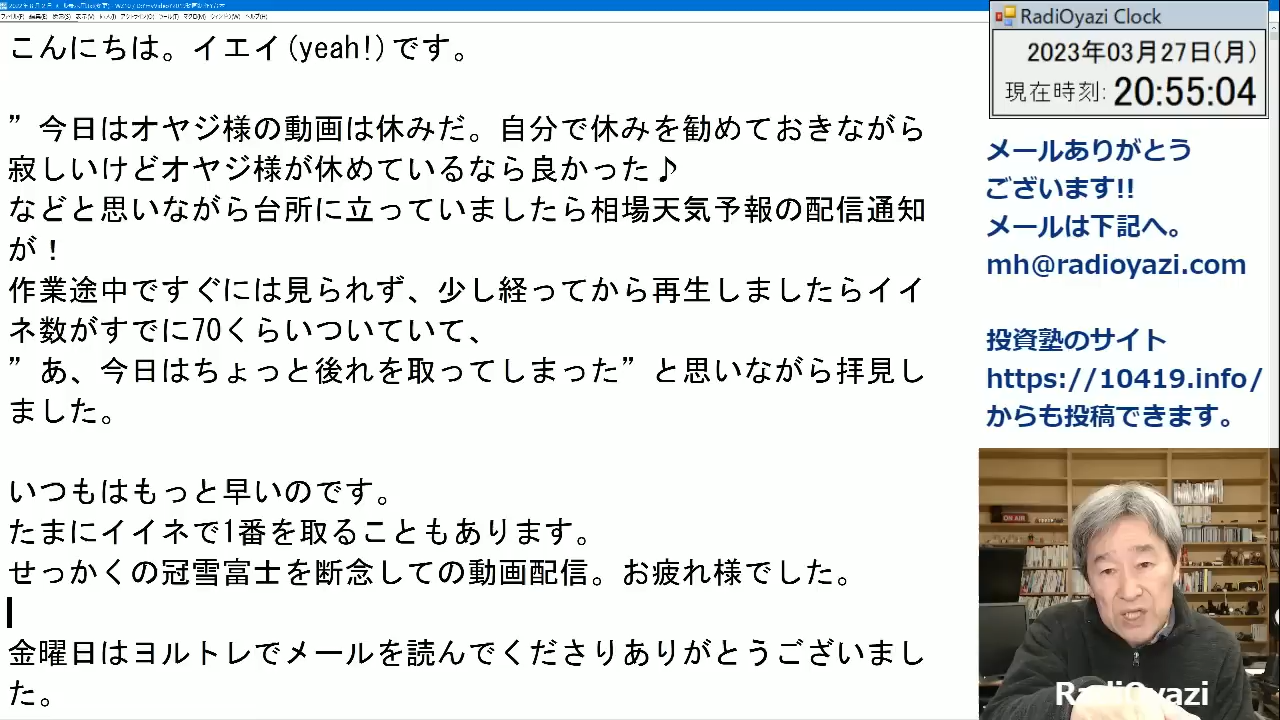 こんにちは。イエイ(yeah!)です。
”今日はオヤジ様の動画は休みだ。自分で休みを勧めておきながら
寂しいけどオヤジ様が休めているなら良かった♪
などと思いながら台所に立っていましたら相場天気予報の配信通知
が！
作業途中ですぐには見られず、少し経ってから再生しましたらイイ
ネ数がすでに70くらいついていて、
”あ、今日はちょっと後れを取ってしまった”と思いながら拝見し
ました。
いつもはもっと早いのです。
たまにイイネで1番を取ることもあります。
せっかくの冠雪富士を断念しての動画配信。お疲れ様でした。
金曜日はヨルトレでメールを読んでくださりありがとうございまし
た。
RadiOyazi Clock
2023年03月27日(月)
現在時刻: 20:55:04
メールありがとう
ございます!!
メールは下記へ。
mh@radioyazi.com
投資塾のサイト
https://10419.info/
からも投稿できます。
ON AIR
RadiOyazi